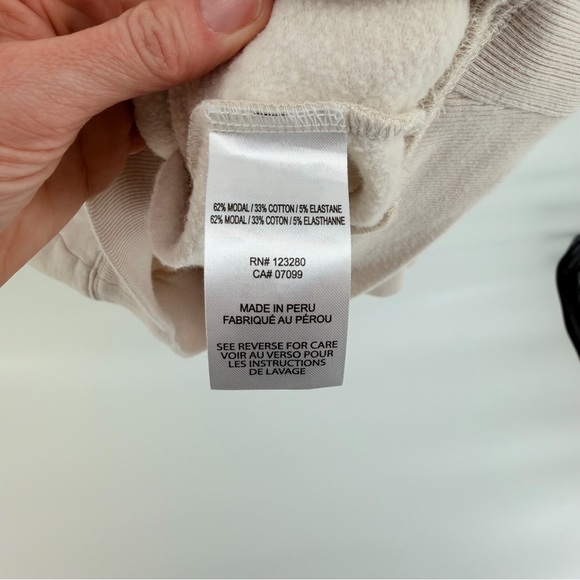 62% MODAL / 33% COTTON / 5% ELASTANE
62% MODAL / 33% COTON / 5% ELASTHANNE
RN# 123280
CA# 07099
MADE IN PERU
FABRIQUÉ AU PÉROU
SEE REVERSE FOR CARE
VOIR AU VERSO POUR
LES INSTRUCTIONS
DE LAVAGE